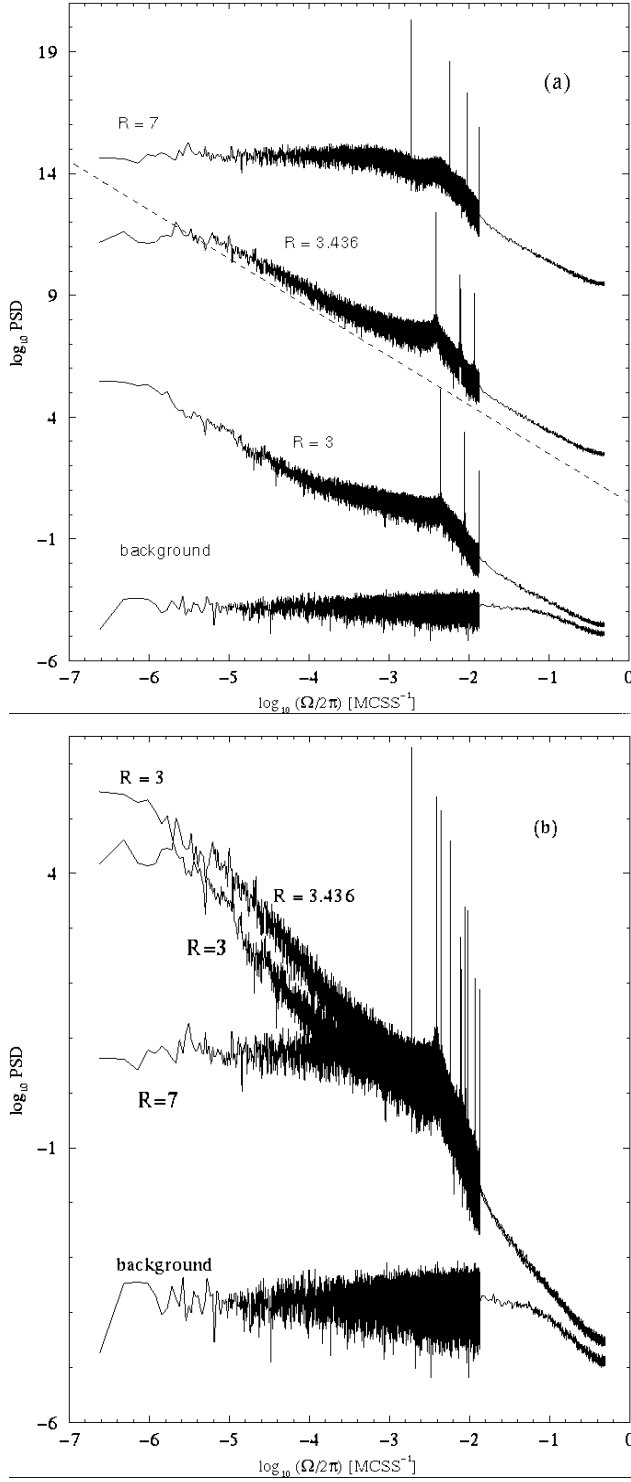 19
(a)
R = 7
14
R = 3.436
log₁₀ PSD
9
4
R = 3
−1
background
−6
−7 −6 −5 −4 −3 −2 −1 0
log₁₀ (Ω/2π) [MCSS⁻¹]
R = 3
(b)
4
R = 3.436
R=3
log₁₀ PSD
R=7
−1
background
−6
−7 −6 −5 −4 −3 −2 −1 0
log₁₀ (Ω/2π) [MCSS⁻¹]